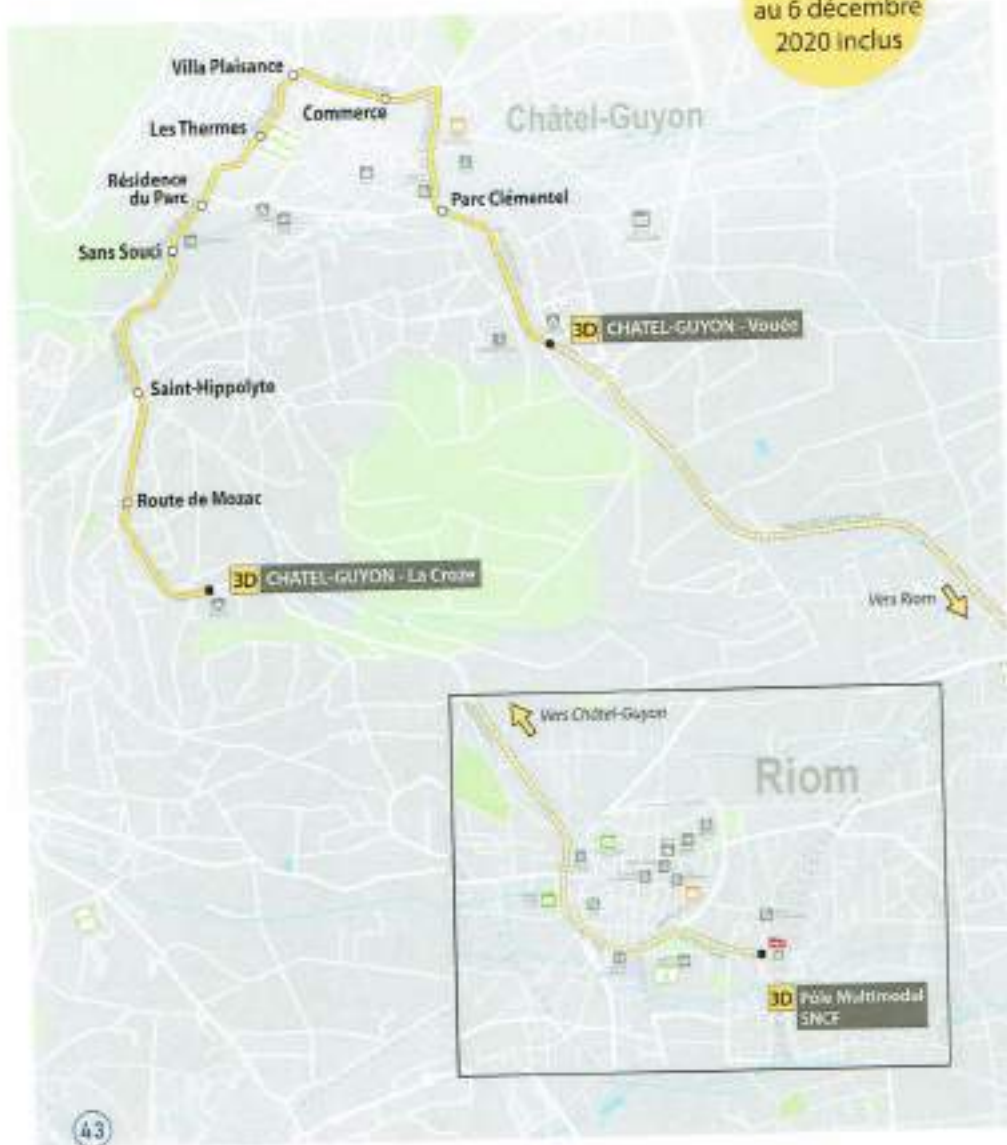 au 6 décembre
2020 inclus
Villa Plaisance
Commerce
Châtel-Guyon
Les Thermes
Résidence
du Parc
Parc Clémentel
Sans Souci
3D CHATEL-GUYON - Vouée
Saint-Hippolyte
Route de Mozac
3D CHATEL-GUYON - La Croze
Vers Riom
Vers Châtel-Guyon
Riom
3D Pôle Multimodal
SNCF
43